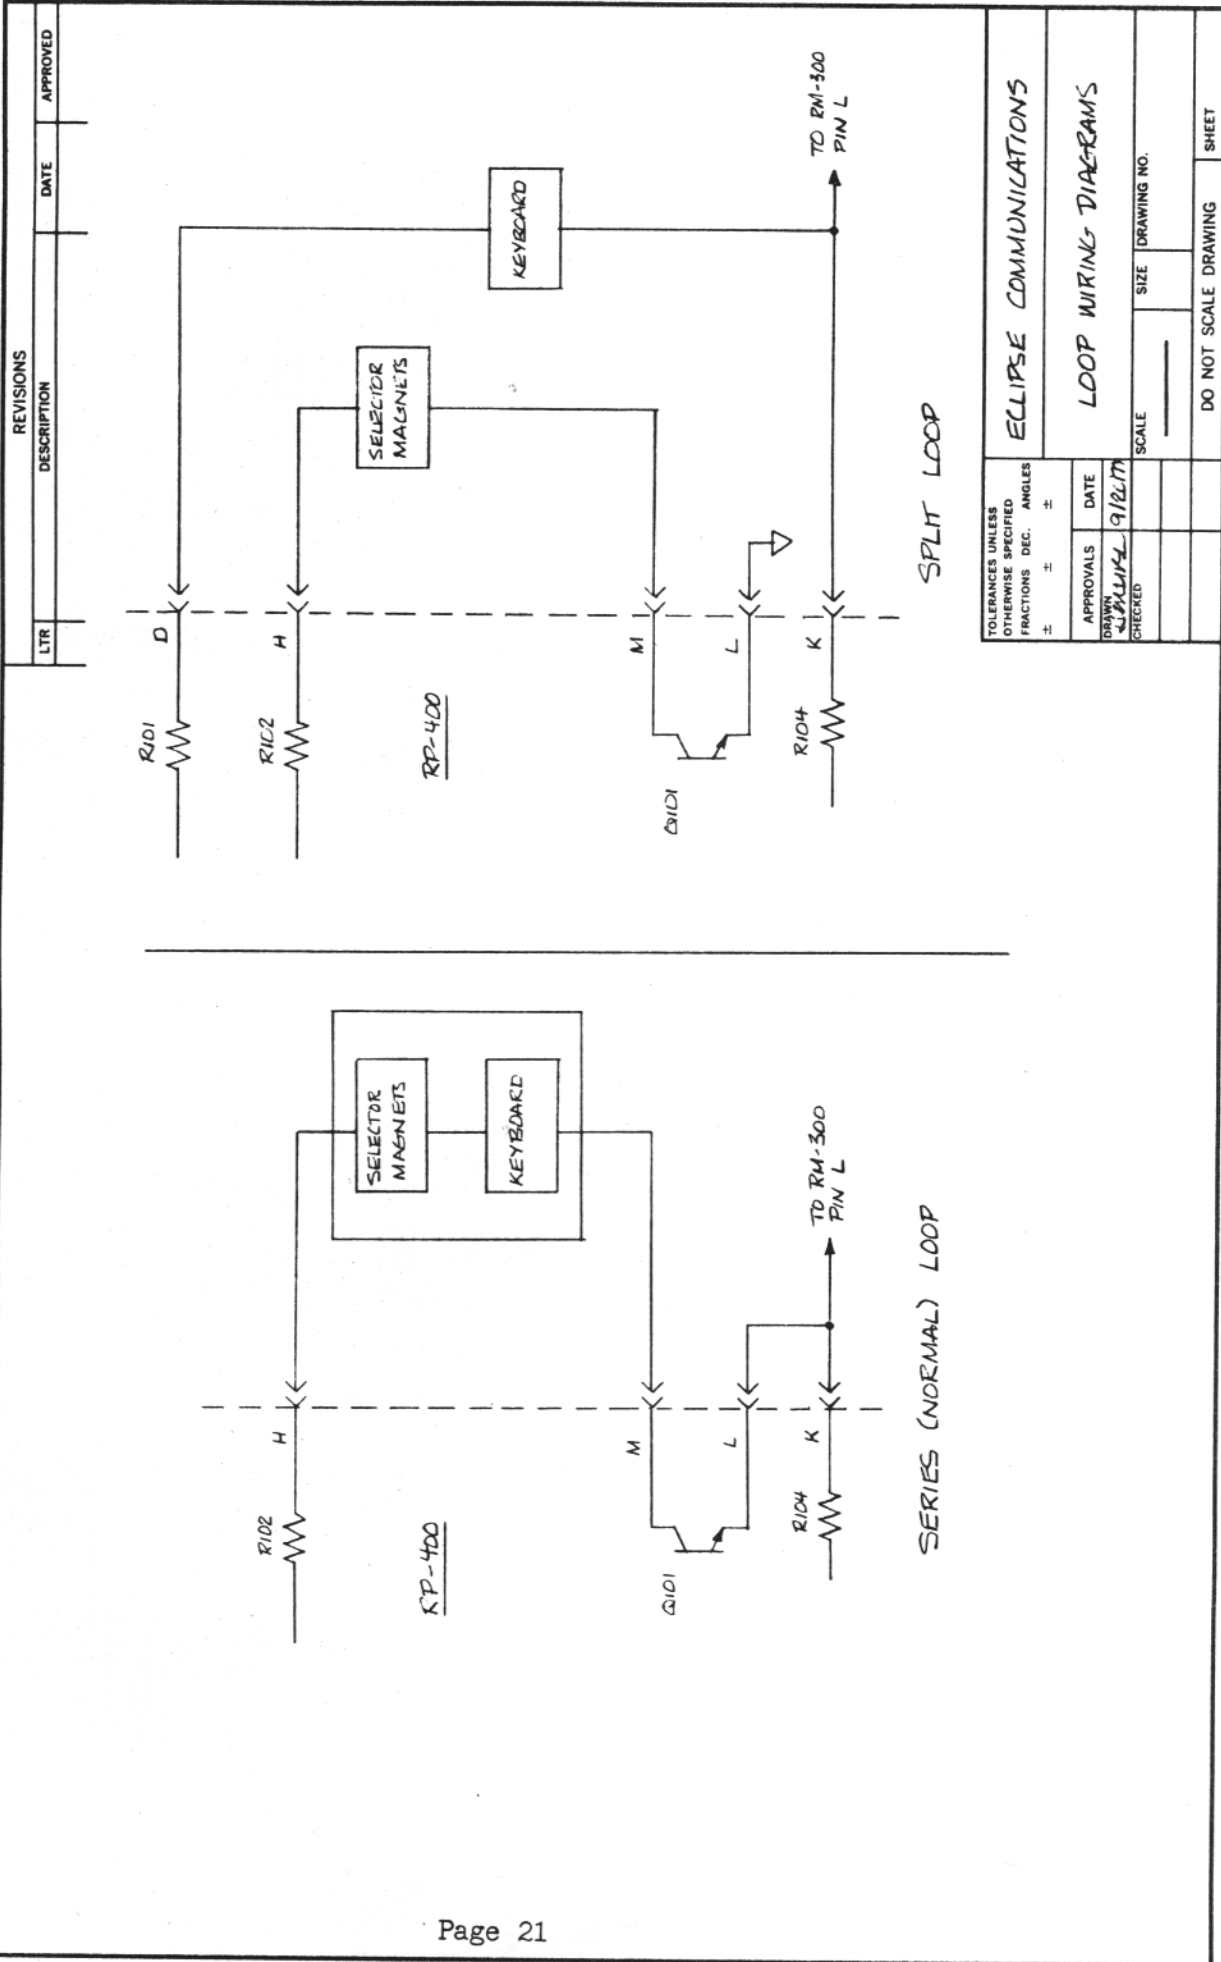 REVISIONS
LTR DESCRIPTION DATE APPROVED
R102
H
RP-400
SELECTOR
MAGNETS
KEYBOARD
M
Q101
L
R104
K
TO RM-300
PIN L
SERIES (NORMAL) LOOP
R101
D
R102
H
RP-400
SELECTOR
MAGNETS
KEYBOARD
M
Q101
L
R104
K
TO RM-300
PIN L
SPLIT LOOP
TOLERANCES UNLESS
OTHERWISE SPECIFIED
FRACTIONS DEC. ANGLES
± ± ±
APPROVALS DATE
DRAWN
CHECKED
ECLIPSE COMMUNICATIONS
LOOP WIRING DIAGRAMS
SCALE SIZE DRAWING NO.
DO NOT SCALE DRAWING SHEET
Page 21